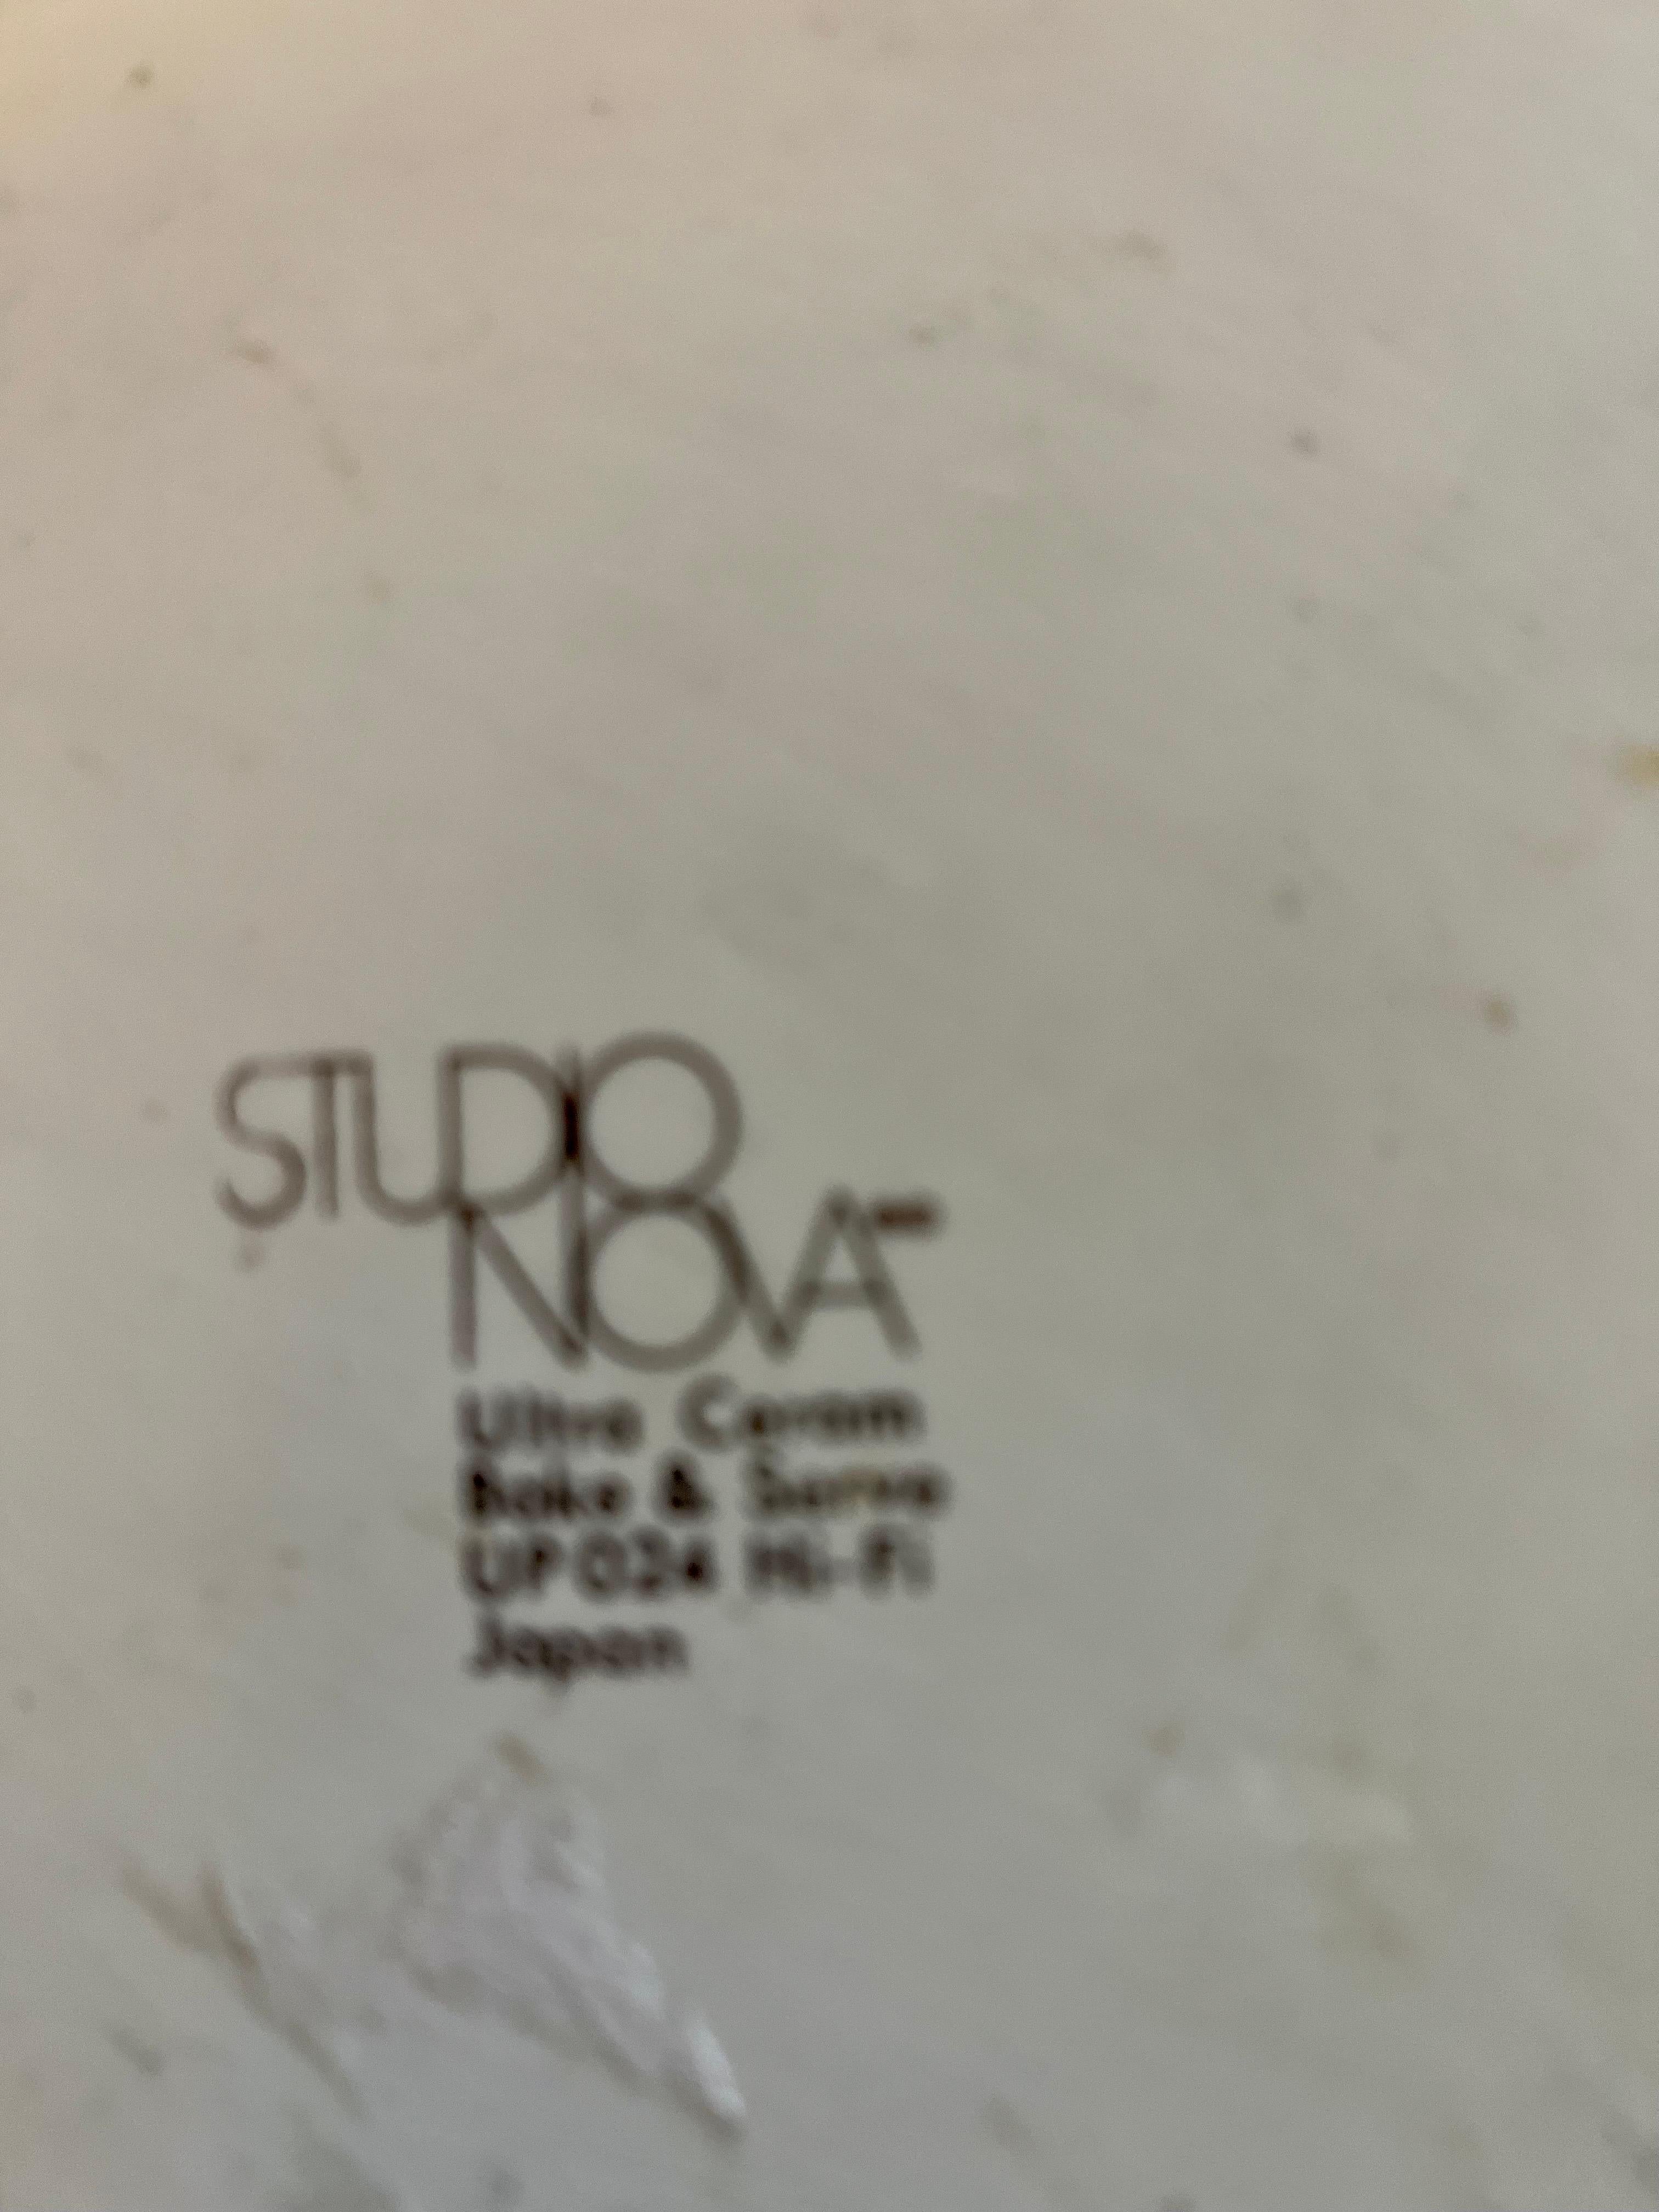 STUDIO
NOVA
Ultra Ceram
Bake & Serve
UP 024 Hi-Fi
Japan